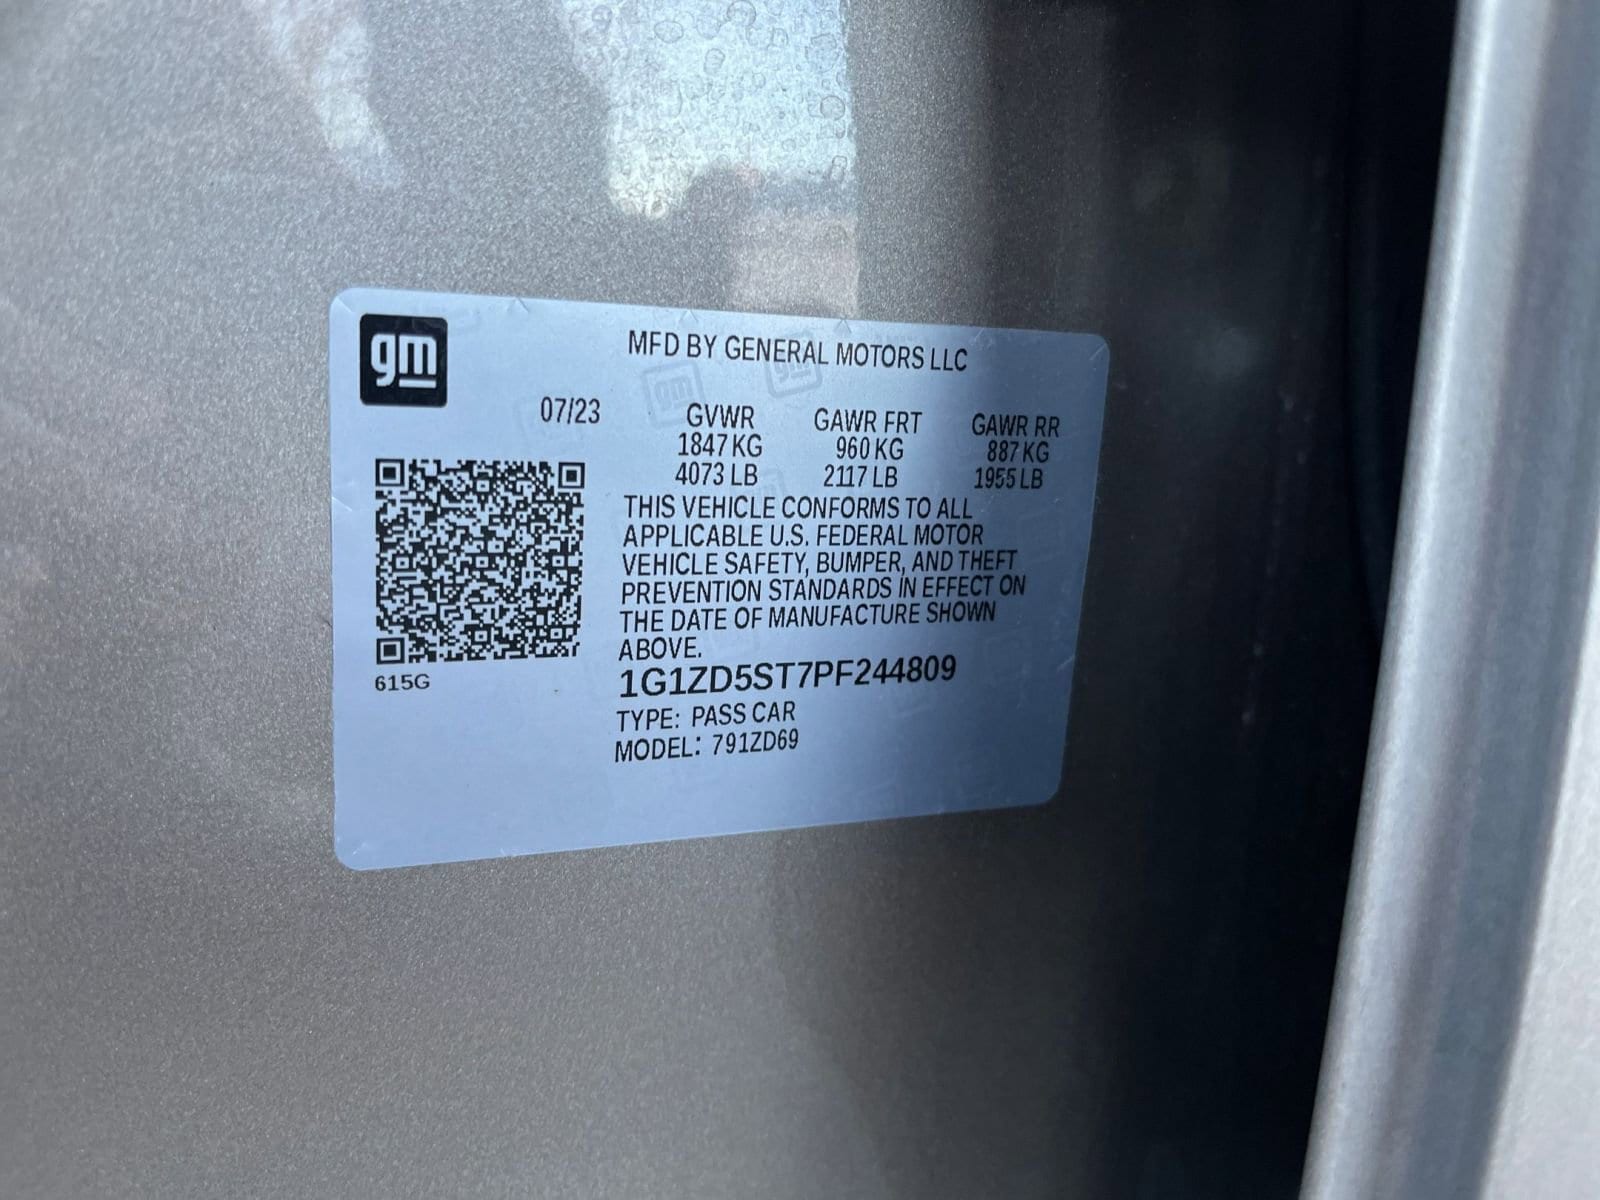 gm
MFD BY GENERAL MOTORS LLC
07/23 GVWR GAWR FRT GAWR RR
1847 KG 960 KG 887 KG
4073 LB 2117 LB 1955 LB
THIS VEHICLE CONFORMS TO ALL
APPLICABLE U.S. FEDERAL MOTOR
VEHICLE SAFETY, BUMPER, AND THEFT
PREVENTION STANDARDS IN EFFECT ON
THE DATE OF MANUFACTURE SHOWN
ABOVE.
1G1ZD5ST7PF244809
TYPE: PASS CAR
MODEL: 791ZD69
615G